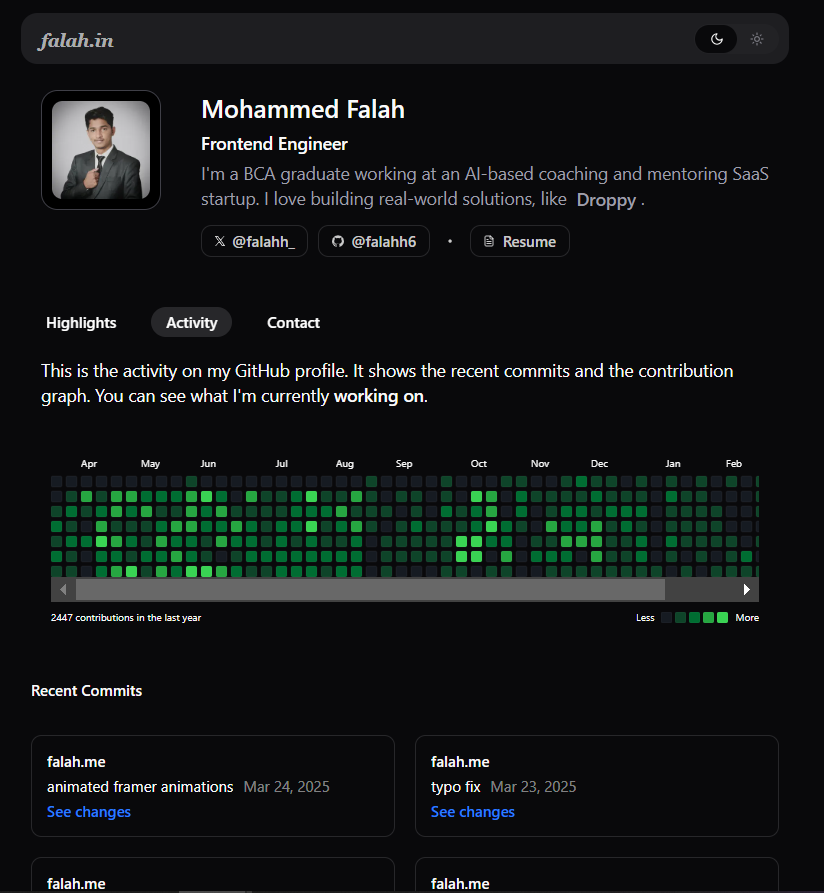 falah.in
Mohammed Falah
Frontend Engineer
I'm a BCA graduate working at an AI-based coaching and mentoring SaaS
startup. I love building real-world solutions, like Droppy .
𝕏 @falahh_ @falahh6 • Resume
Highlights Activity Contact
This is the activity on my GitHub profile. It shows the recent commits and the contribution
graph. You can see what I'm currently working on.
Apr May Jun Jul Aug Sep Oct Nov Dec Jan Feb
2447 contributions in the last year Less More
Recent Commits
falah.me
animated framer animations Mar 24, 2025
See changes
falah.me
typo fix Mar 23, 2025
See changes
falah.me
falah.me